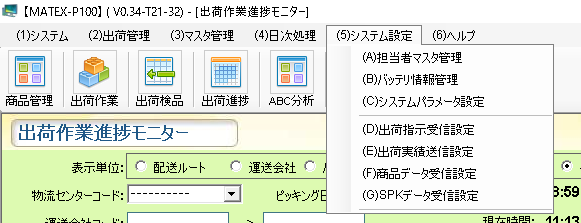 【MATEX-P100】 ( V0.34-T21-32) - [出荷作業進捗モニター]
(1)システム (2)出荷管理 (3)マスタ管理 (4)日次処理 (5)システム設定 (6)ヘルプ
(A)担当者マスタ管理
(B)バッテリ情報管理
(C)システムパラメータ設定
(D)出荷指示受信設定
(E)出荷実績送信設定
(F)商品データ受信設定
(G)SPKデータ受信設定
商品管理 出荷作業 出荷検品 出荷進捗 ABC分析
出荷作業進捗モニター
表示単位: 配送ルート 運送会社
物流センターコード: ---------- ピッキング日 8:59
運送会社コード: > 現在時間: 11:13